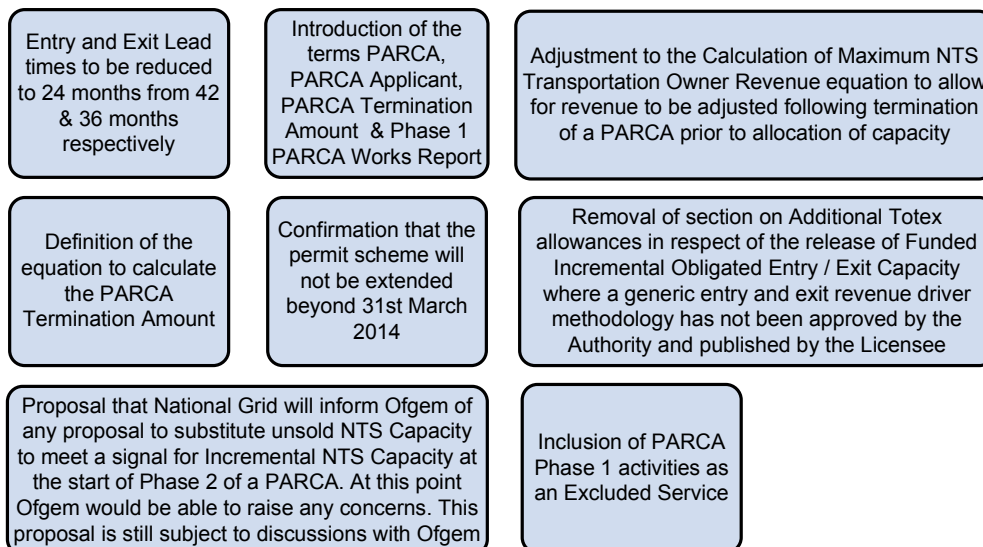 Entry and Exit Lead
times to be reduced
to 24 months from 42
& 36 months
respectively
Introduction of the
terms PARCA,
PARCA Applicant,
PARCA Termination
Amount & Phase 1
PARCA Works Report
Adjustment to the Calculation of Maximum NTS
Transportation Owner Revenue equation to allow
for revenue to be adjusted following termination
of a PARCA prior to allocation of capacity
Definition of the
equation to calculate
the PARCA
Termination Amount
Confirmation that the
permit scheme will
not be extended
beyond 31st March
2014
Removal of section on Additional Totex
allowances in respect of the release of Funded
Incremental Obligated Entry / Exit Capacity
where a generic entry and exit revenue driver
methodology has not been approved by the
Authority and published by the Licensee
Proposal that National Grid will inform Ofgem of
any proposal to substitute unsold NTS Capacity
to meet a signal for Incremental NTS Capacity at
the start of Phase 2 of a PARCA. At this point
Ofgem would be able to raise any concerns. This
proposal is still subject to discussions with Ofgem
Inclusion of PARCA
Phase 1 activities as
an Excluded Service